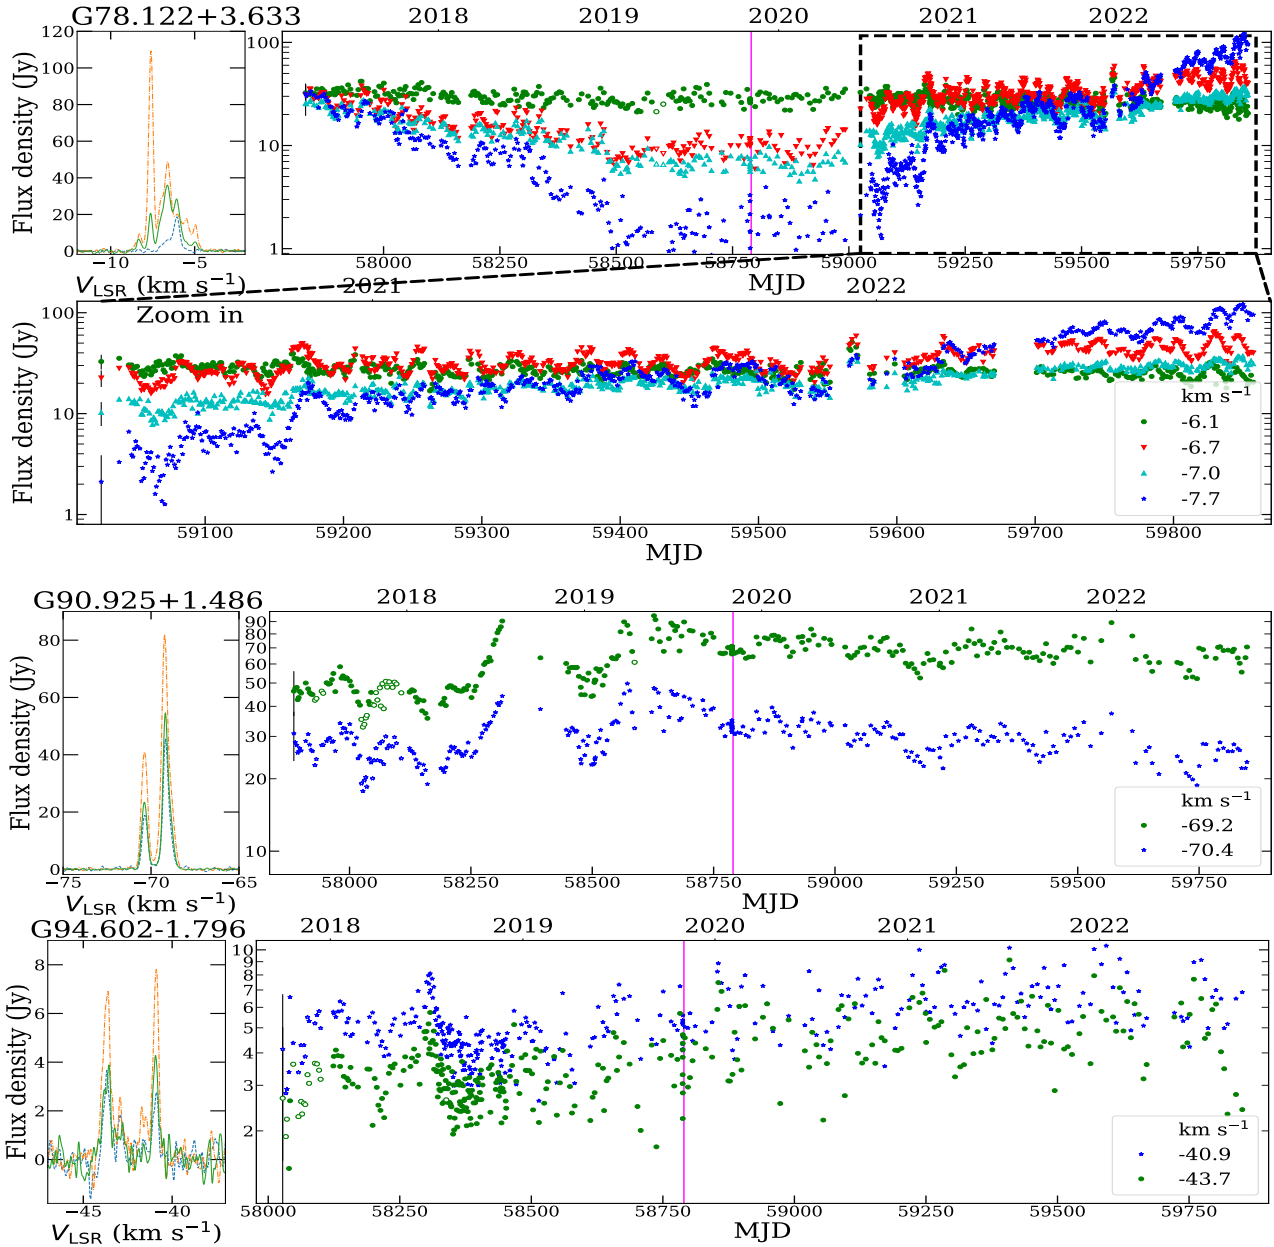 G78.122+3.633
2018 2019 2020 2021 2022
120
100
80
60
40
20
0
Flux density (Jy)
−10 −5
V_LSR (km s⁻¹)
100
10
1
58000 58250 58500 58750 59000 59250 59500 59750
MJD
2021 2022
Zoom in
Flux density (Jy)
100
10
1
km s⁻¹
-6.1
-6.7
-7.0
-7.7
59100 59200 59300 59400 59500 59600 59700 59800
MJD
G90.925+1.486
2018 2019 2020 2021 2022
Flux density (Jy)
80
60
40
20
0
−75 −70 −65
V_LSR (km s⁻¹)
90
80
70
60
50
40
30
20
10
km s⁻¹
-69.2
-70.4
58000 58250 58500 58750 59000 59250 59500 59750
MJD
G94.602-1.796
2018 2019 2020 2021 2022
Flux density (Jy)
8
6
4
2
0
−45 −40
V_LSR (km s⁻¹)
10
9
8
7
6
5
4
3
2
km s⁻¹
-40.9
-43.7
58000 58250 58500 58750 59000 59250 59500 59750
MJD